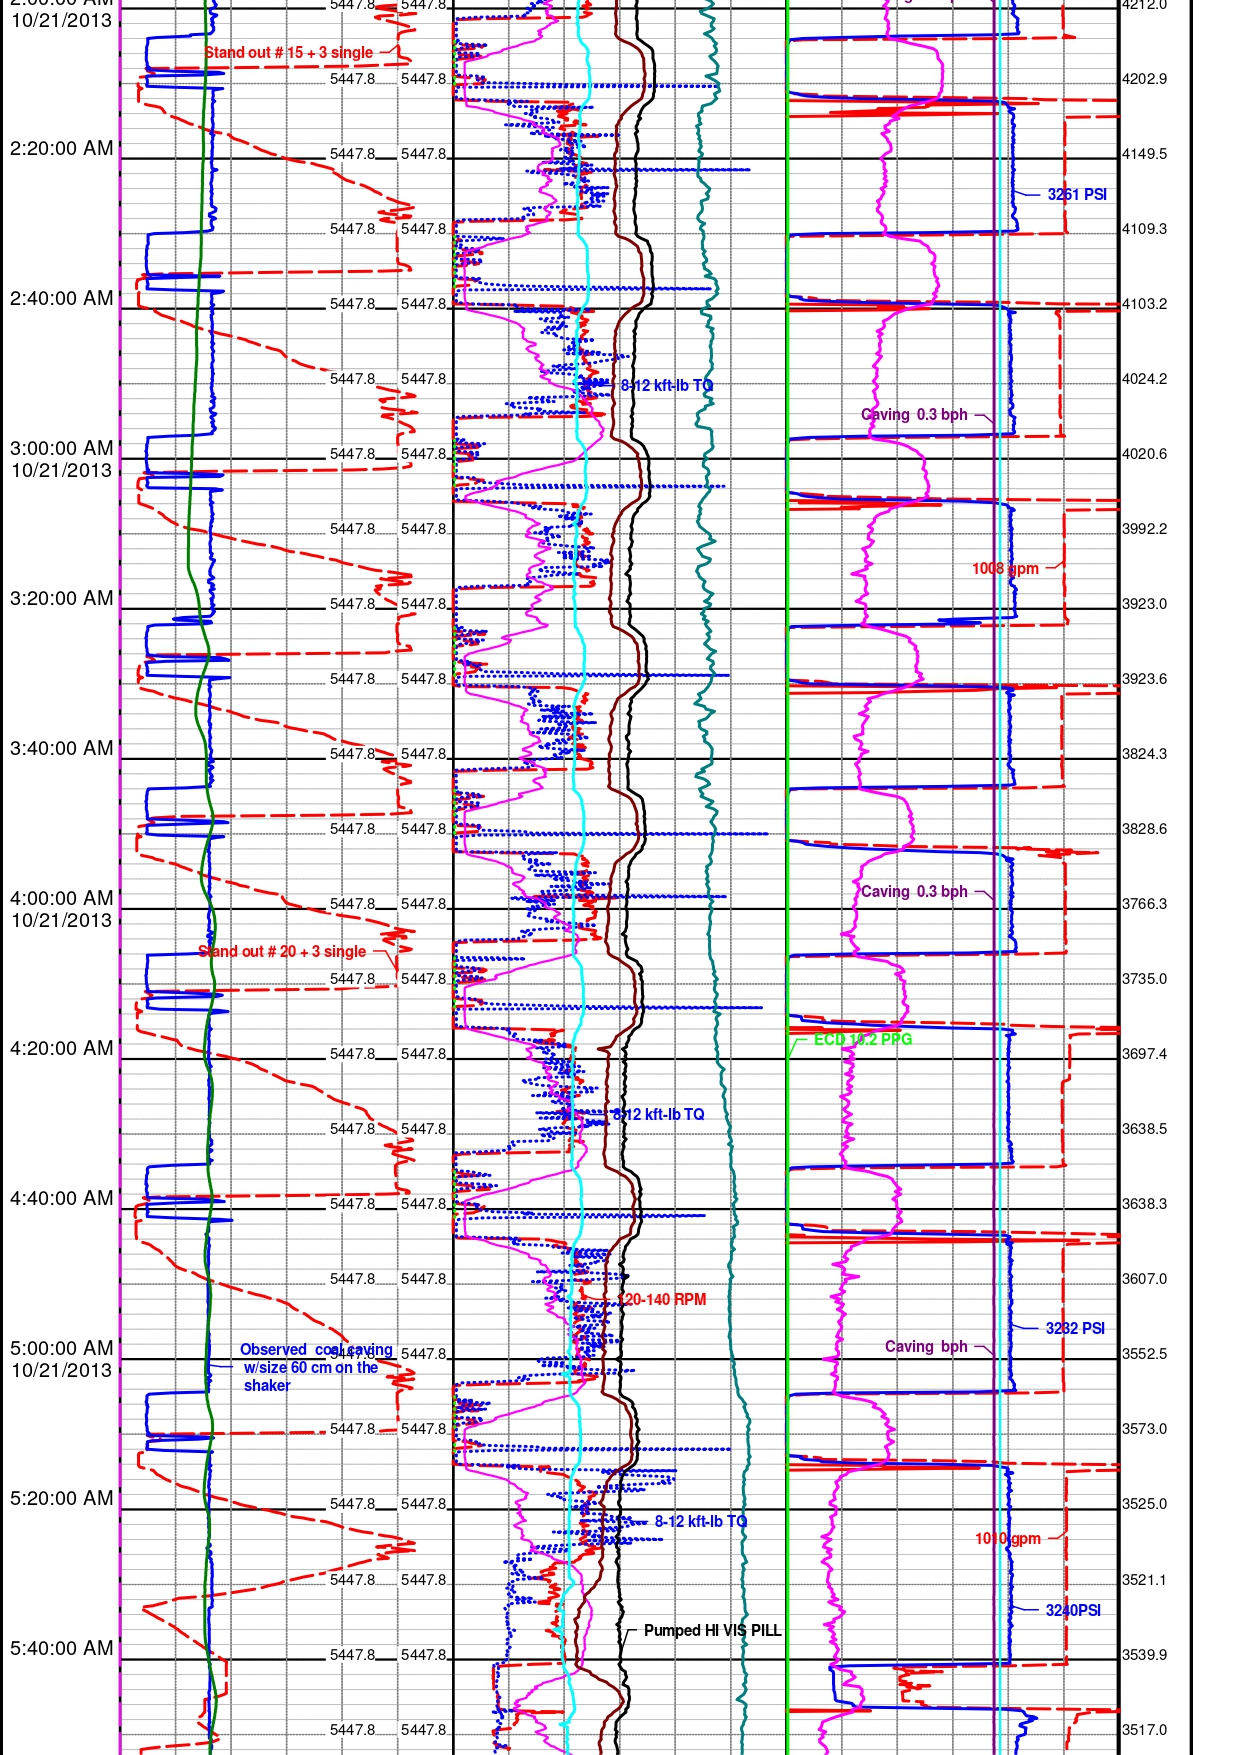 2:00:00 AM 5447.8 5447.8 4212.0
10/21/2013
Stand out # 15 + 3 single
5447.8 5447.8 4202.9
2:20:00 AM 5447.8 5447.8 4149.5
3261 PSI
5447.8 5447.8 4109.3
2:40:00 AM 5447.8 5447.8 4103.2
5447.8 5447.8 4024.2
8-12 kft-lb TQ
Caving 0.3 bph
3:00:00 AM 5447.8 5447.8 4020.6
10/21/2013
5447.8 5447.8 3992.2
1008 gpm
3:20:00 AM 5447.8 5447.8 3923.0
5447.8 5447.8 3923.6
3:40:00 AM 5447.8 5447.8 3824.3
5447.8 5447.8 3828.6
Caving 0.3 bph
4:00:00 AM 5447.8 5447.8 3766.3
10/21/2013
Stand out # 20 + 3 single
5447.8 5447.8 3735.0
ECD 10.2 PPG
4:20:00 AM 5447.8 5447.8 3697.4
8-12 kft-lb TQ
5447.8 5447.8 3638.5
4:40:00 AM 5447.8 5447.8 3638.3
5447.8 5447.8 3607.0
120-140 RPM
3232 PSI
Caving bph
5:00:00 AM 5447.8 5447.8 3552.5
10/21/2013
Observed coal caving
w/size 60 cm on the
shaker
5447.8 5447.8 3573.0
5:20:00 AM 5447.8 5447.8 3525.0
8-12 kft-lb TQ
1010 gpm
5447.8 5447.8 3521.1
3240PSI
Pumped HI VIS PILL
5:40:00 AM 5447.8 5447.8 3539.9
5447.8 5447.8 3517.0